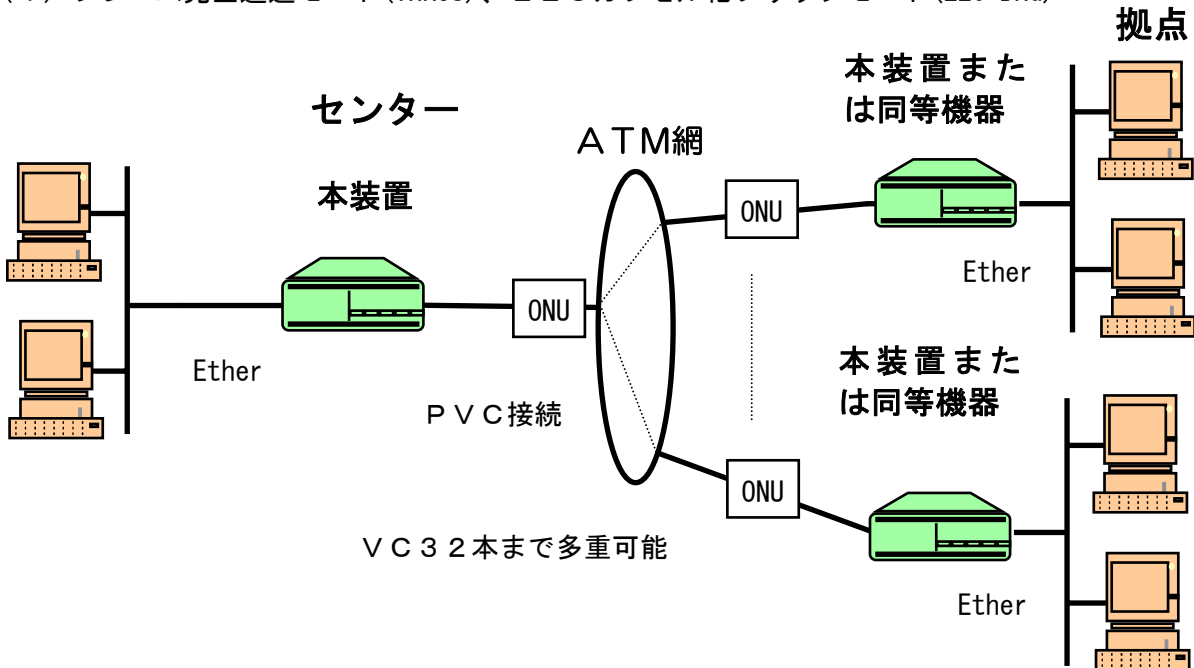 拠点
本装置また
は同等機器
センター
ATM網
本装置
ONU
Ether
ONU
本装置また
は同等機器
Ether
PVC接続
ONU
VC32本まで多重可能
Ether